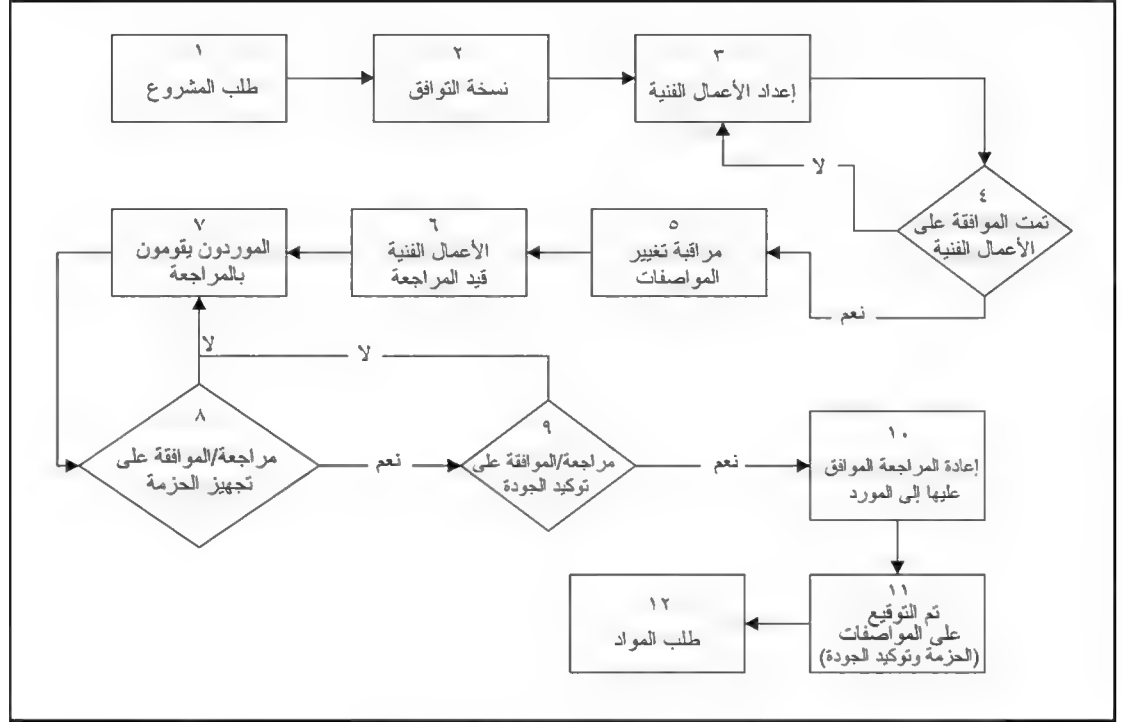 ١
طلب المشروع
٢
نسخة التوافق
٣
إعداد الأعمال الفنية
٤
تمت الموافقة على
الأعمال الفنية
لا
نعم
٥
مراقبة تغيير
المواصفات
٦
الأعمال الفنية
قيد المراجعة
٧
الموردون يقومون
بالمراجعة
لا
لا
٨
مراجعة/الموافقة على
تجهيز الحزمة
نعم
٩
مراجعة/الموافقة على
توكيد الجودة
نعم
١٠
إعادة المراجعة الموافق
عليها إلى المورد
١١
تم التوقيع
على المواصفات
(الحزمة وتوكيد الجودة)
١٢
طلب المواد